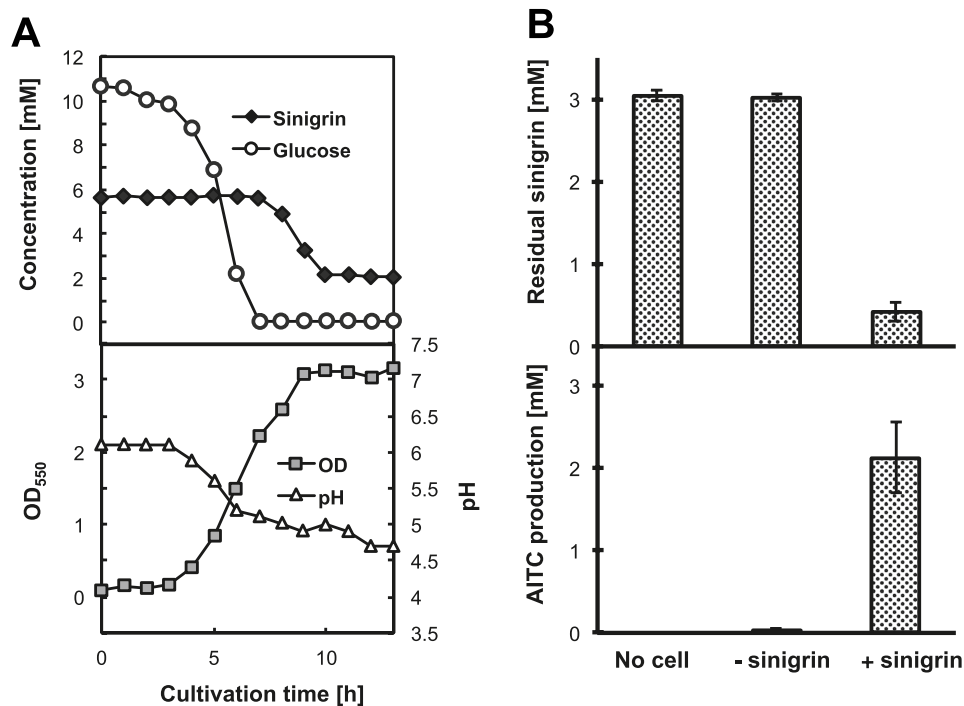 A
12
10
8
6
4
2
0
Concentration [mM]
Sinigrin
Glucose
3
2
1
0
OD550
7.5
7
6.5
6
5.5
5
4.5
4
3.5
pH
OD
pH
0 5 10
Cultivation time [h]
B
3
2
1
0
Residual sinigrin [mM]
3
2
1
0
AITC production [mM]
No cell - sinigrin + sinigrin